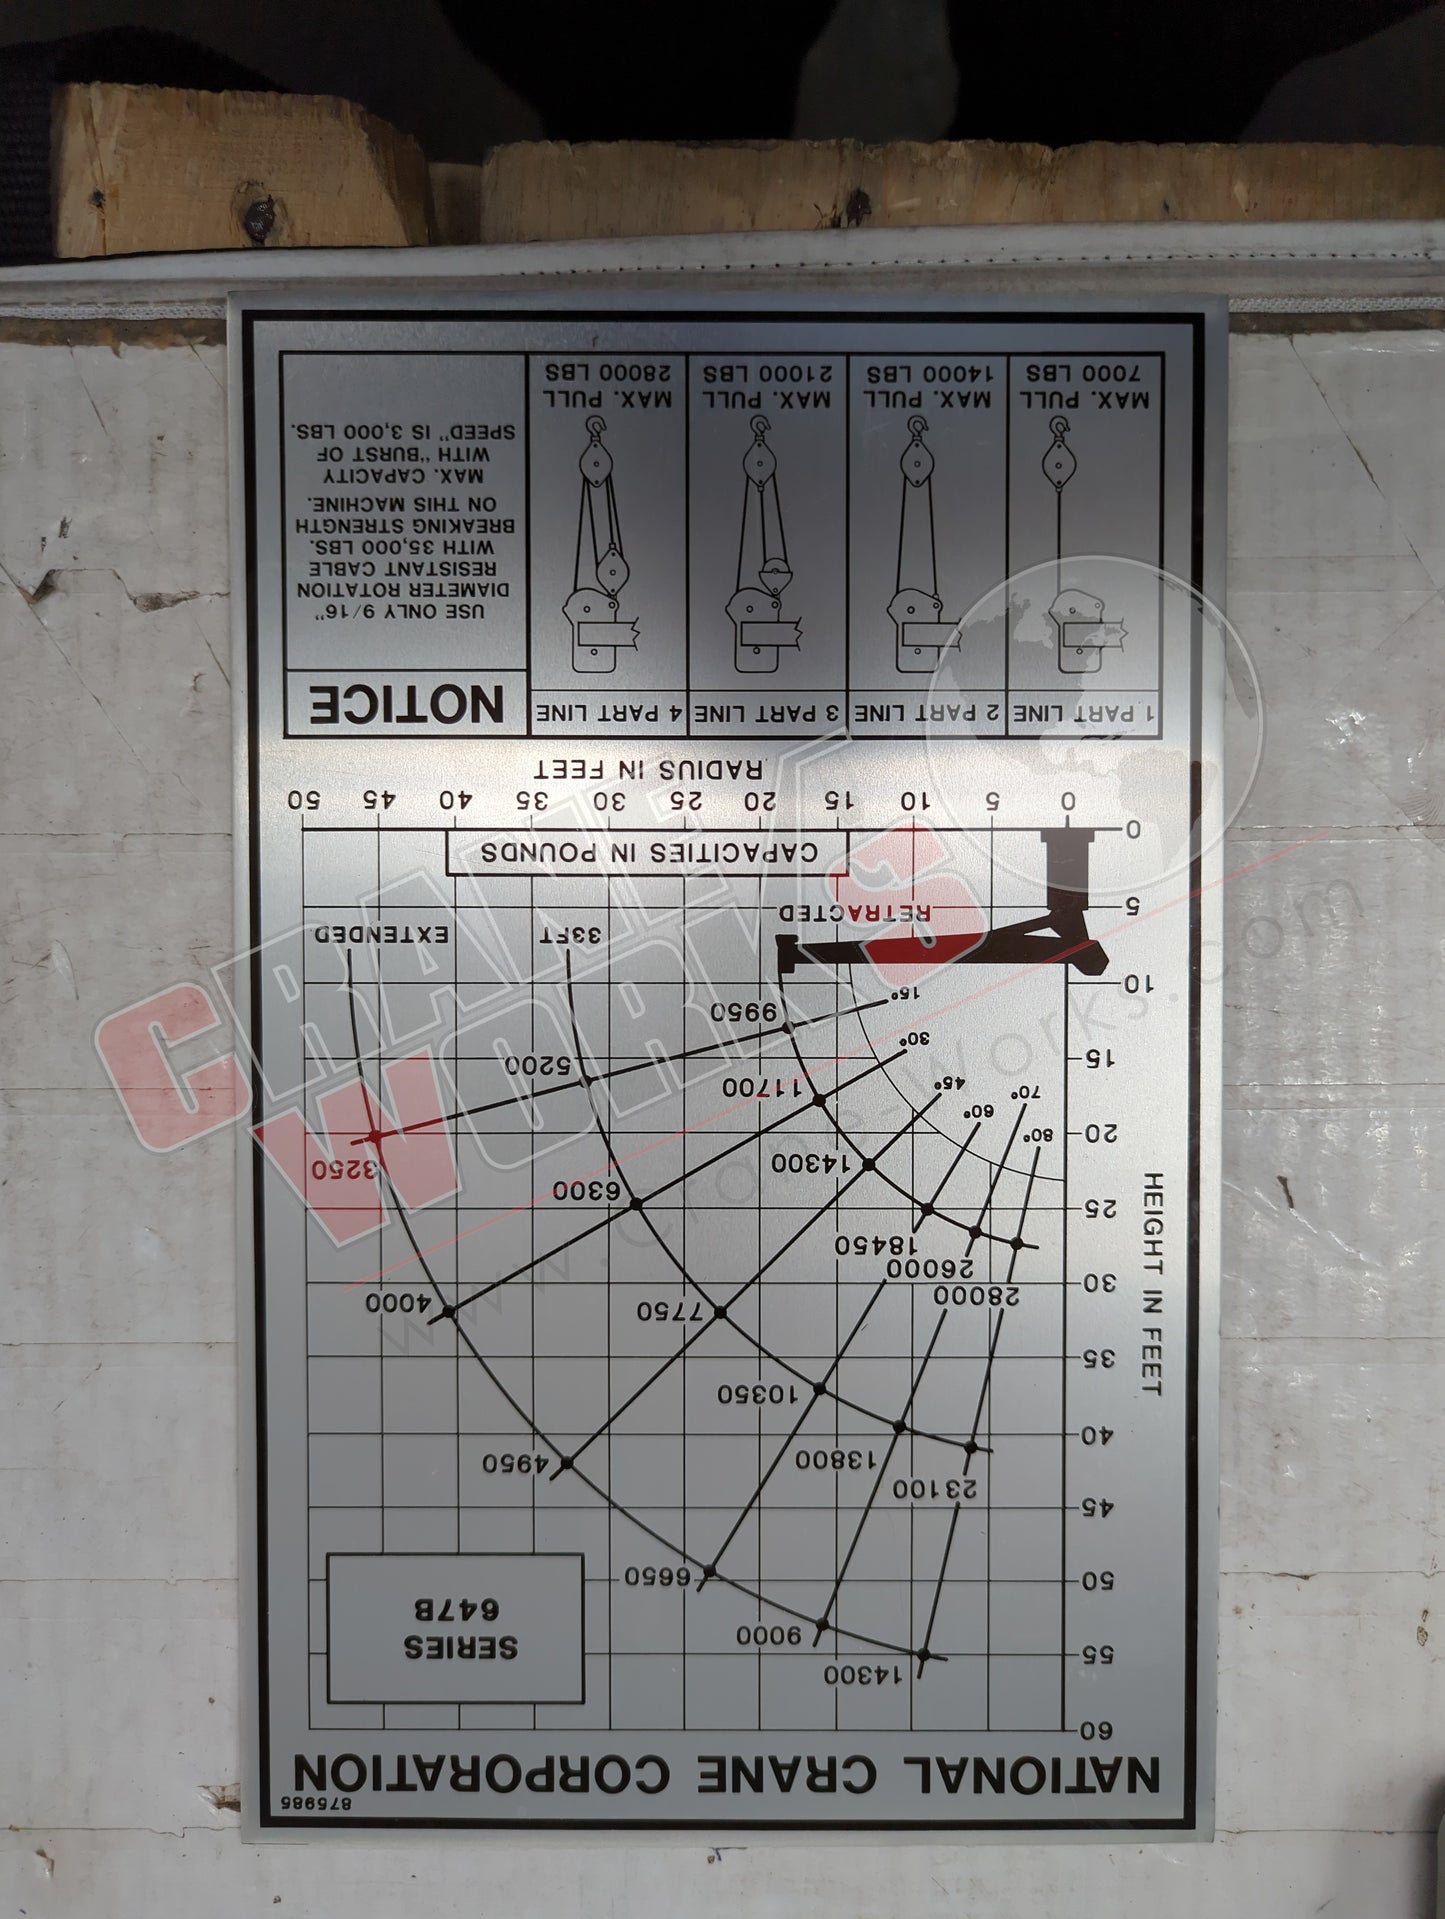 875985
NATIONAL CRANE CORPORATION
60
55
50
45
40
35
30
25
20
15
10
5
0
HEIGHT IN FEET
SERIES
647B
14300
9000
6650
4950
4000
3250
23100
13800
10350
7750
6300
5200
28000
26000
18450
14300
11700
9950
80°
70°
60°
45°
30°
15°
RETRACTED
33FT
EXTENDED
CAPACITIES IN POUNDS
0 5 10 15 20 25 30 35 40 45 50
RADIUS IN FEET
1 PART LINE
2 PART LINE
3 PART LINE
4 PART LINE
NOTICE
USE ONLY 9/16"
DIAMETER ROTATION
RESISTANT CABLE
WITH 35,000 LBS.
BREAKING STRENGTH
ON THIS MACHINE.
MAX. CAPACITY
WITH "BURST OF
SPEED" IS 3,000 LBS.
MAX. PULL
7000 LBS
MAX. PULL
14000 LBS
MAX. PULL
21000 LBS
MAX. PULL
28000 LBS
CRANE
WORKS
www.crane-works.com